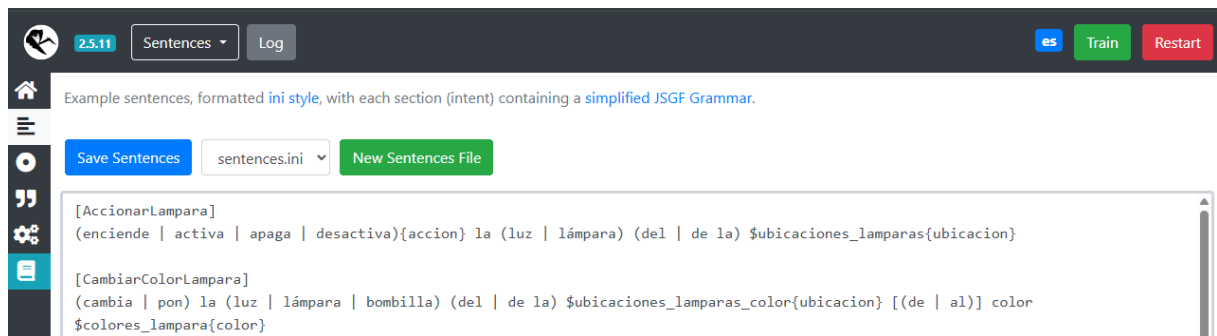 2.5.11 Sentences Log es Train Restart
Example sentences, formatted ini style, with each section (intent) containing a simplified JSGF Grammar.
Save Sentences sentences.ini New Sentences File
[AccionarLampara]
(enciende | activa | apaga | desactiva){accion} la (luz | lámpara) (del | de la) $ubicaciones_lamparas{ubicacion}
[CambiarColorLampara]
(cambia | pon) la (luz | lámpara | bombilla) (del | de la) $ubicaciones_lamparas_color{ubicacion} [(de | al)] color
$colores_lampara{color}